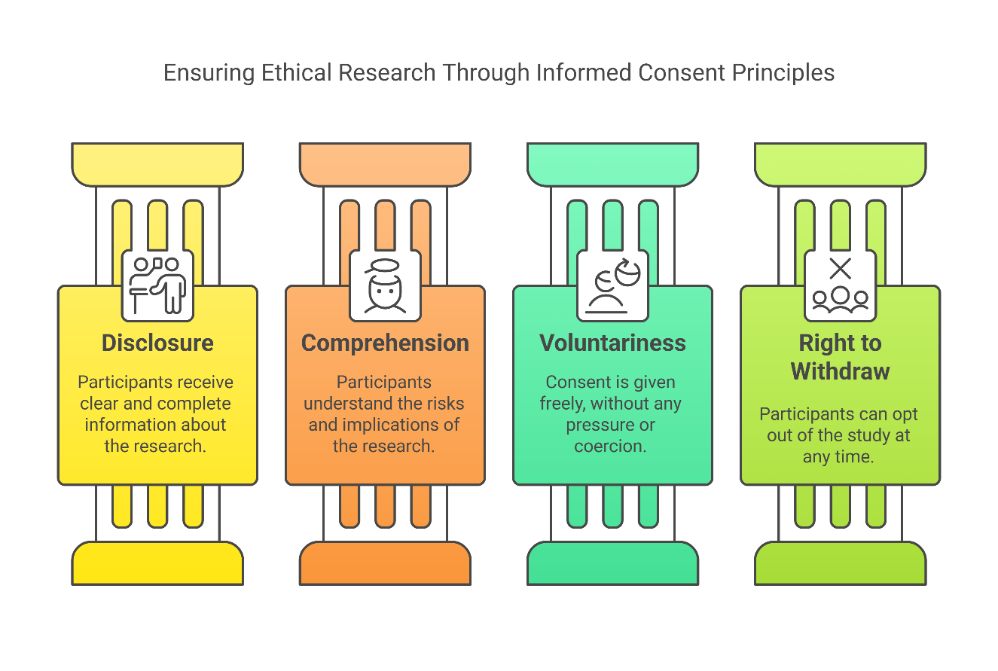 Ensuring Ethical Research Through Informed Consent Principles
Disclosure
Participants receive
clear and complete
information about
the research.
Comprehension
Participants
understand the risks
and implications of
the research.
Voluntariness
Consent is given
freely, without any
pressure or
coercion.
Right to
Withdraw
Participants can opt
out of the study at
any time.